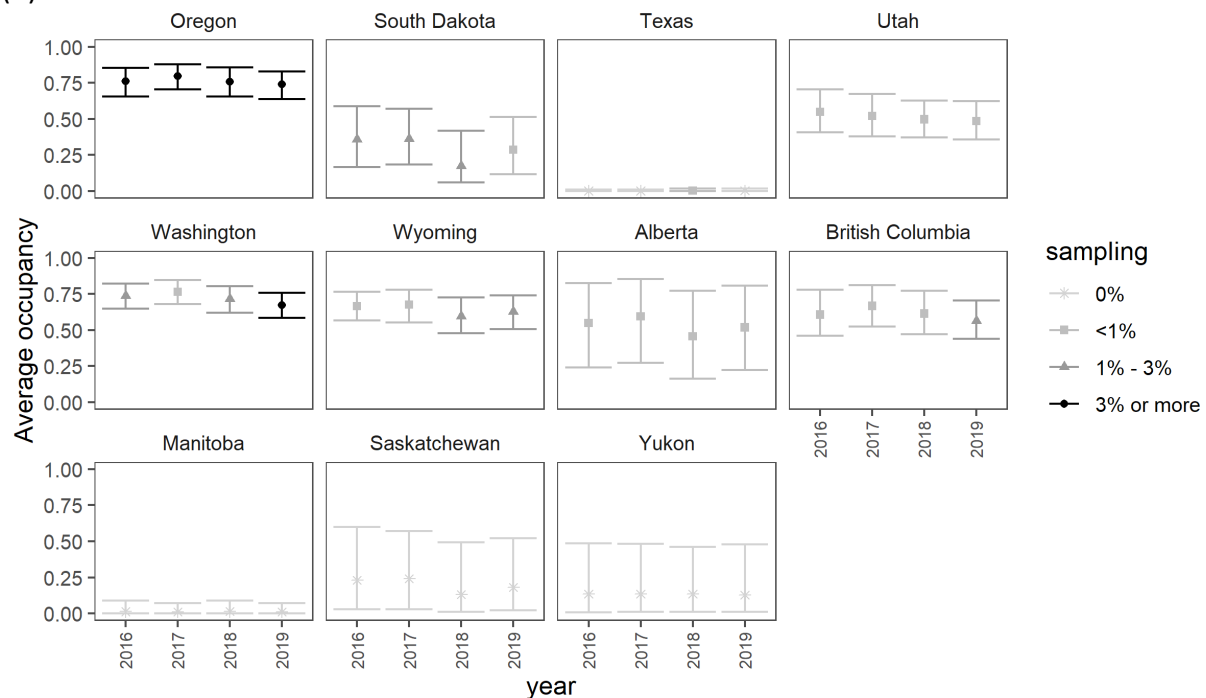 Oregon South Dakota Texas Utah
1.00
0.75
0.50
0.25
0.00
Washington Wyoming Alberta British Columbia
1.00
0.75
0.50
0.25
0.00
2016 2017 2018 2019
Manitoba Saskatchewan Yukon
1.00
0.75
0.50
0.25
0.00
2016 2017 2018 2019 2016 2017 2018 2019 2016 2017 2018 2019
year
Average occupancy
sampling
0%
<1%
1% - 3%
3% or more